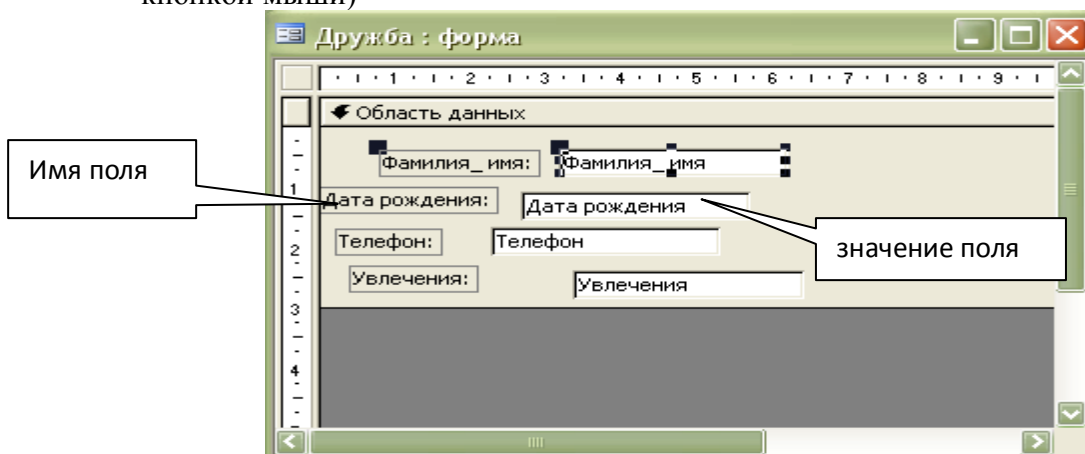 кнопкой мыши)
Дружба : форма
1 2 3 4 5 6 7 8 9
Область данных
Фамилия_ имя: Фамилия_ имя
Имя поля
1
Дата рождения: Дата рождения
2
Телефон: Телефон
значение поля
Увлечения: Увлечения
3
4